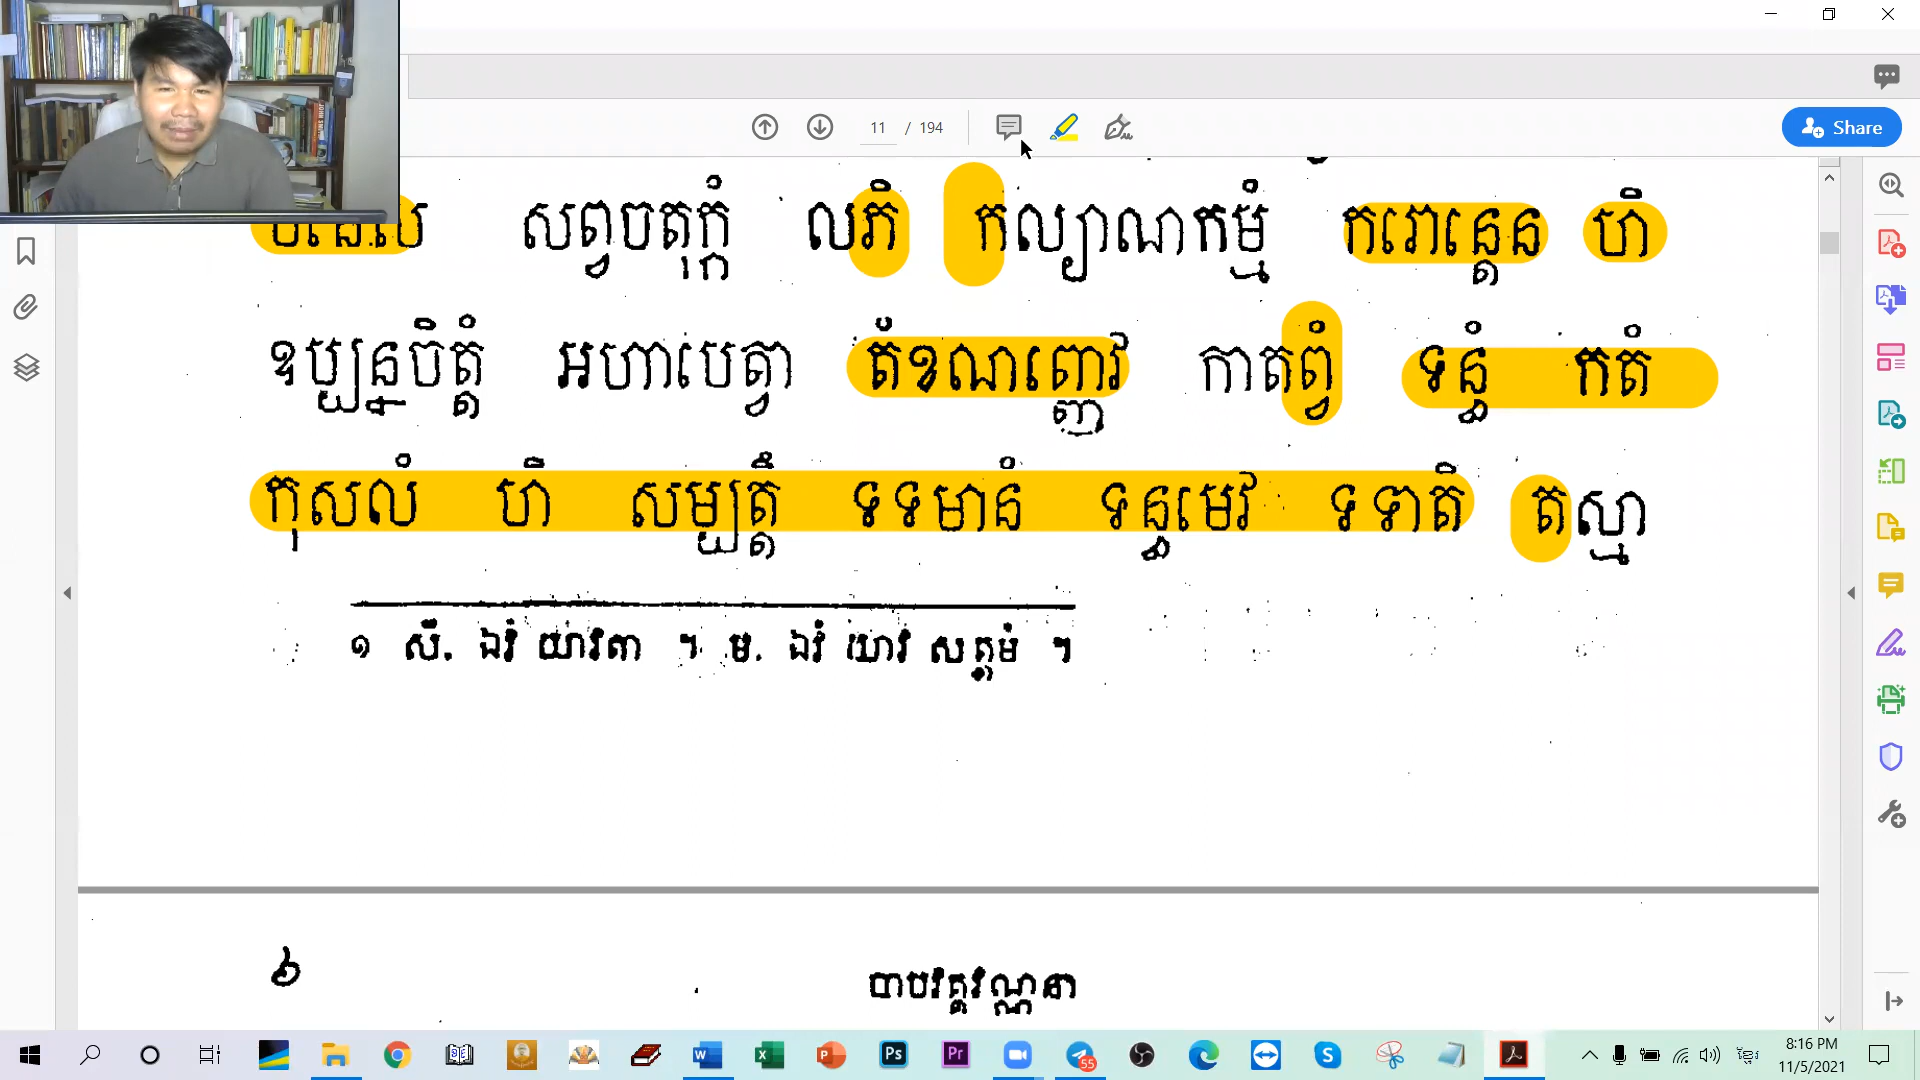 11 / 194
Share
សព្វចតុក្កំ លភិ កល្យាណកម្មំ ករោន្តេន ហិ
ឧប្បន្នចិត្តំ អហាបេត្វា តំខណញ្ញេវ កាតព្វំ ទន្ធំ កតំ
កុសលំ ហិ សម្បត្តឹ ទទមានំ ទន្ធមេវ ទទាតិ តស្មា
១ សី. ឯវំ យាវតា ។ ម. ឯវំ យាវ សត្តមំ ។
៦
បាបវគ្គវណ្ណនា
55
8:16 PM
11/5/2021